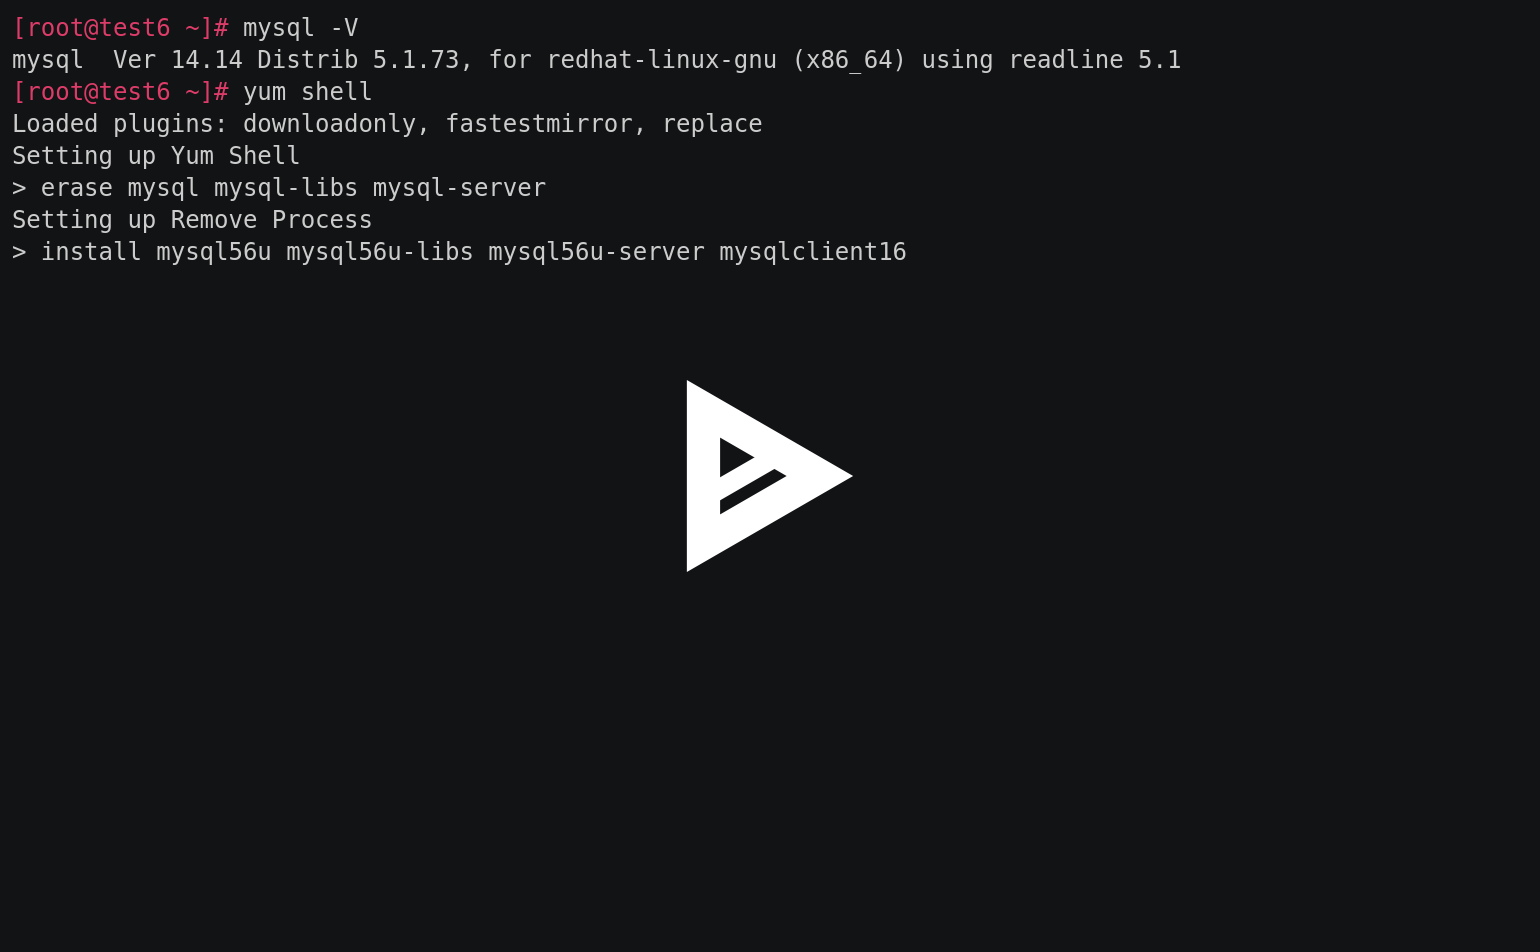 [root@test6 ~]# mysql -V
mysql  Ver 14.14 Distrib 5.1.73, for redhat-linux-gnu (x86_64) using readline 5.1
[root@test6 ~]# yum shell
Loaded plugins: downloadonly, fastestmirror, replace
Setting up Yum Shell
> erase mysql mysql-libs mysql-server
Setting up Remove Process
> install mysql56u mysql56u-libs mysql56u-server mysqlclient16